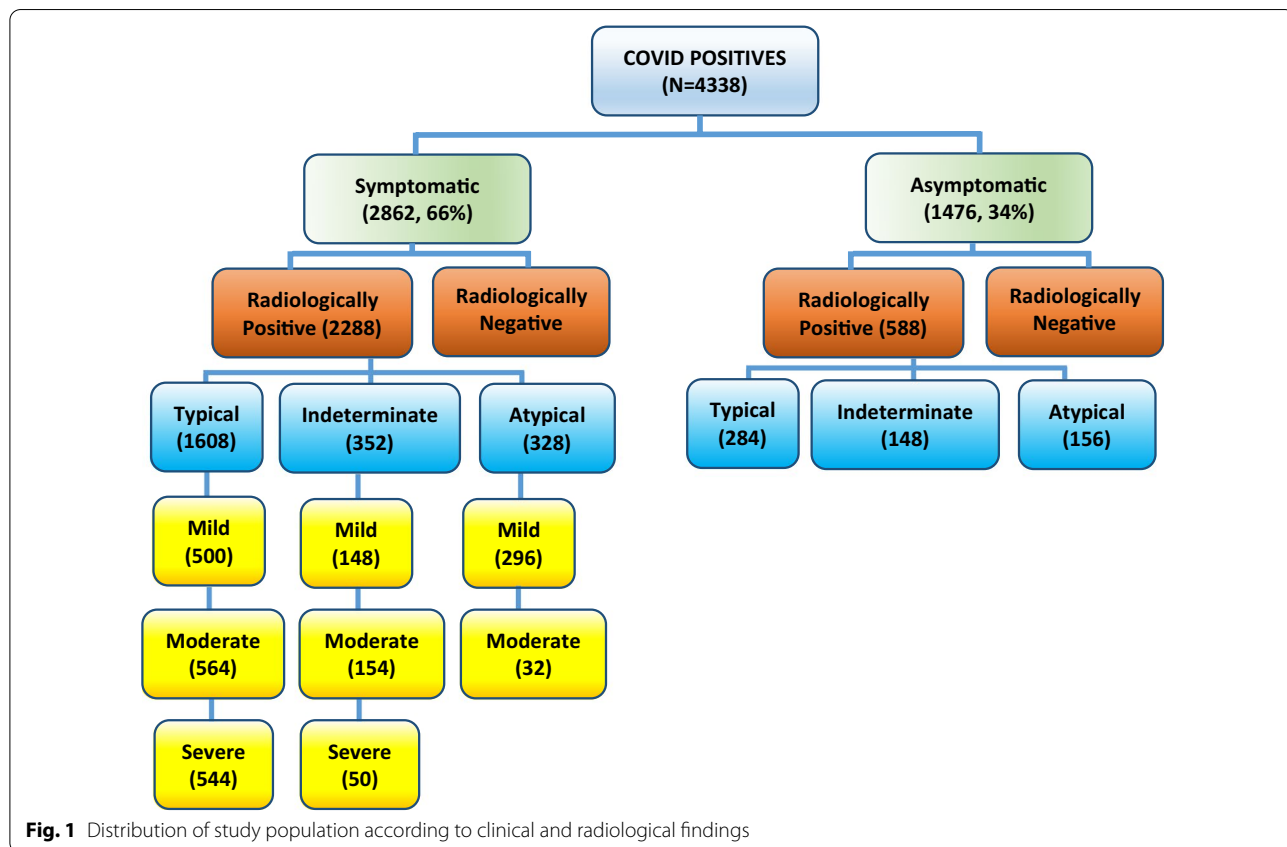 COVID POSITIVES
(N=4338)
Symptomatic
(2862, 66%)
Asymptomatic
(1476, 34%)
Radiologically
Positive (2288)
Radiologically
Negative
Radiologically
Positive (588)
Radiologically
Negative
Typical
(1608)
Indeterminate
(352)
Atypical
(328)
Typical
(284)
Indeterminate
(148)
Atypical
(156)
Mild
(500)
Mild
(148)
Mild
(296)
Moderate
(564)
Moderate
(154)
Moderate
(32)
Severe
(544)
Severe
(50)
Fig. 1 Distribution of study population according to clinical and radiological findings